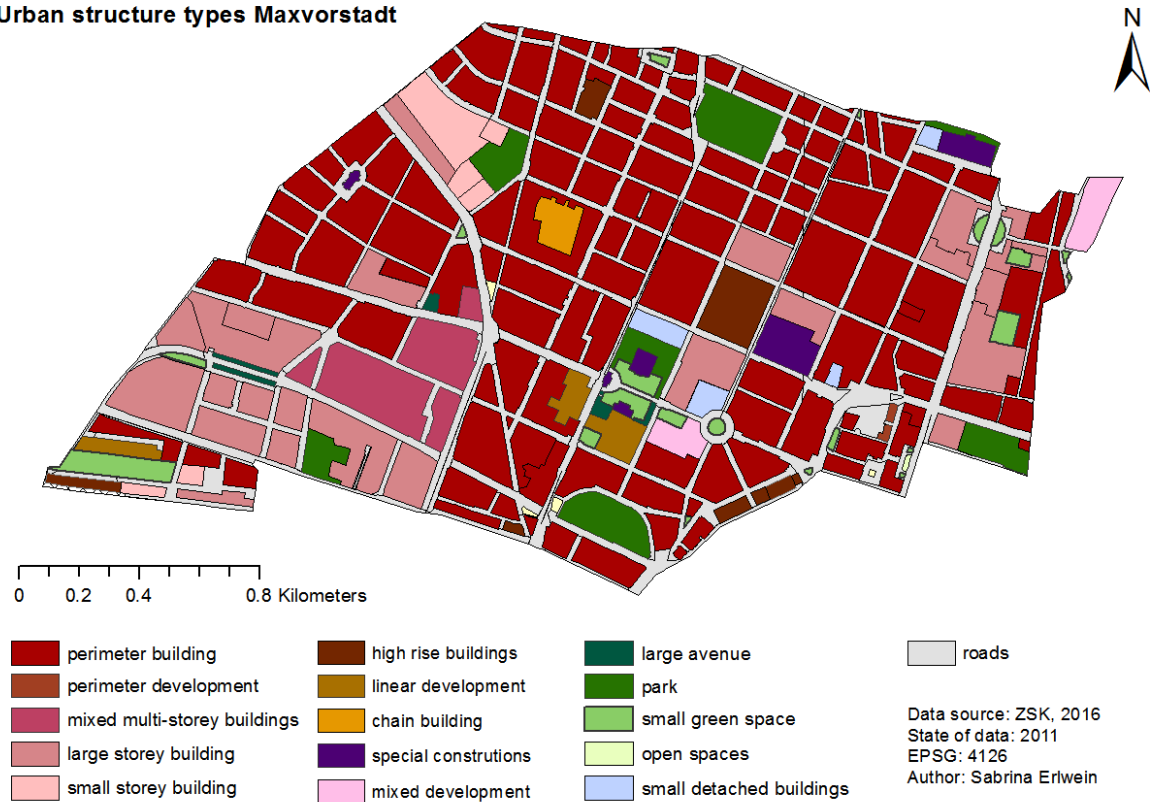 Urban structure types Maxvorstadt
N
0 0.2 0.4 0.8 Kilometers
perimeter building
perimeter development
mixed multi-storey buildings
large storey building
small storey building
high rise buildings
linear development
chain building
special construtions
mixed development
large avenue
park
small green space
open spaces
small detached buildings
roads
Data source: ZSK, 2016
State of data: 2011
EPSG: 4126
Author: Sabrina Erlwein